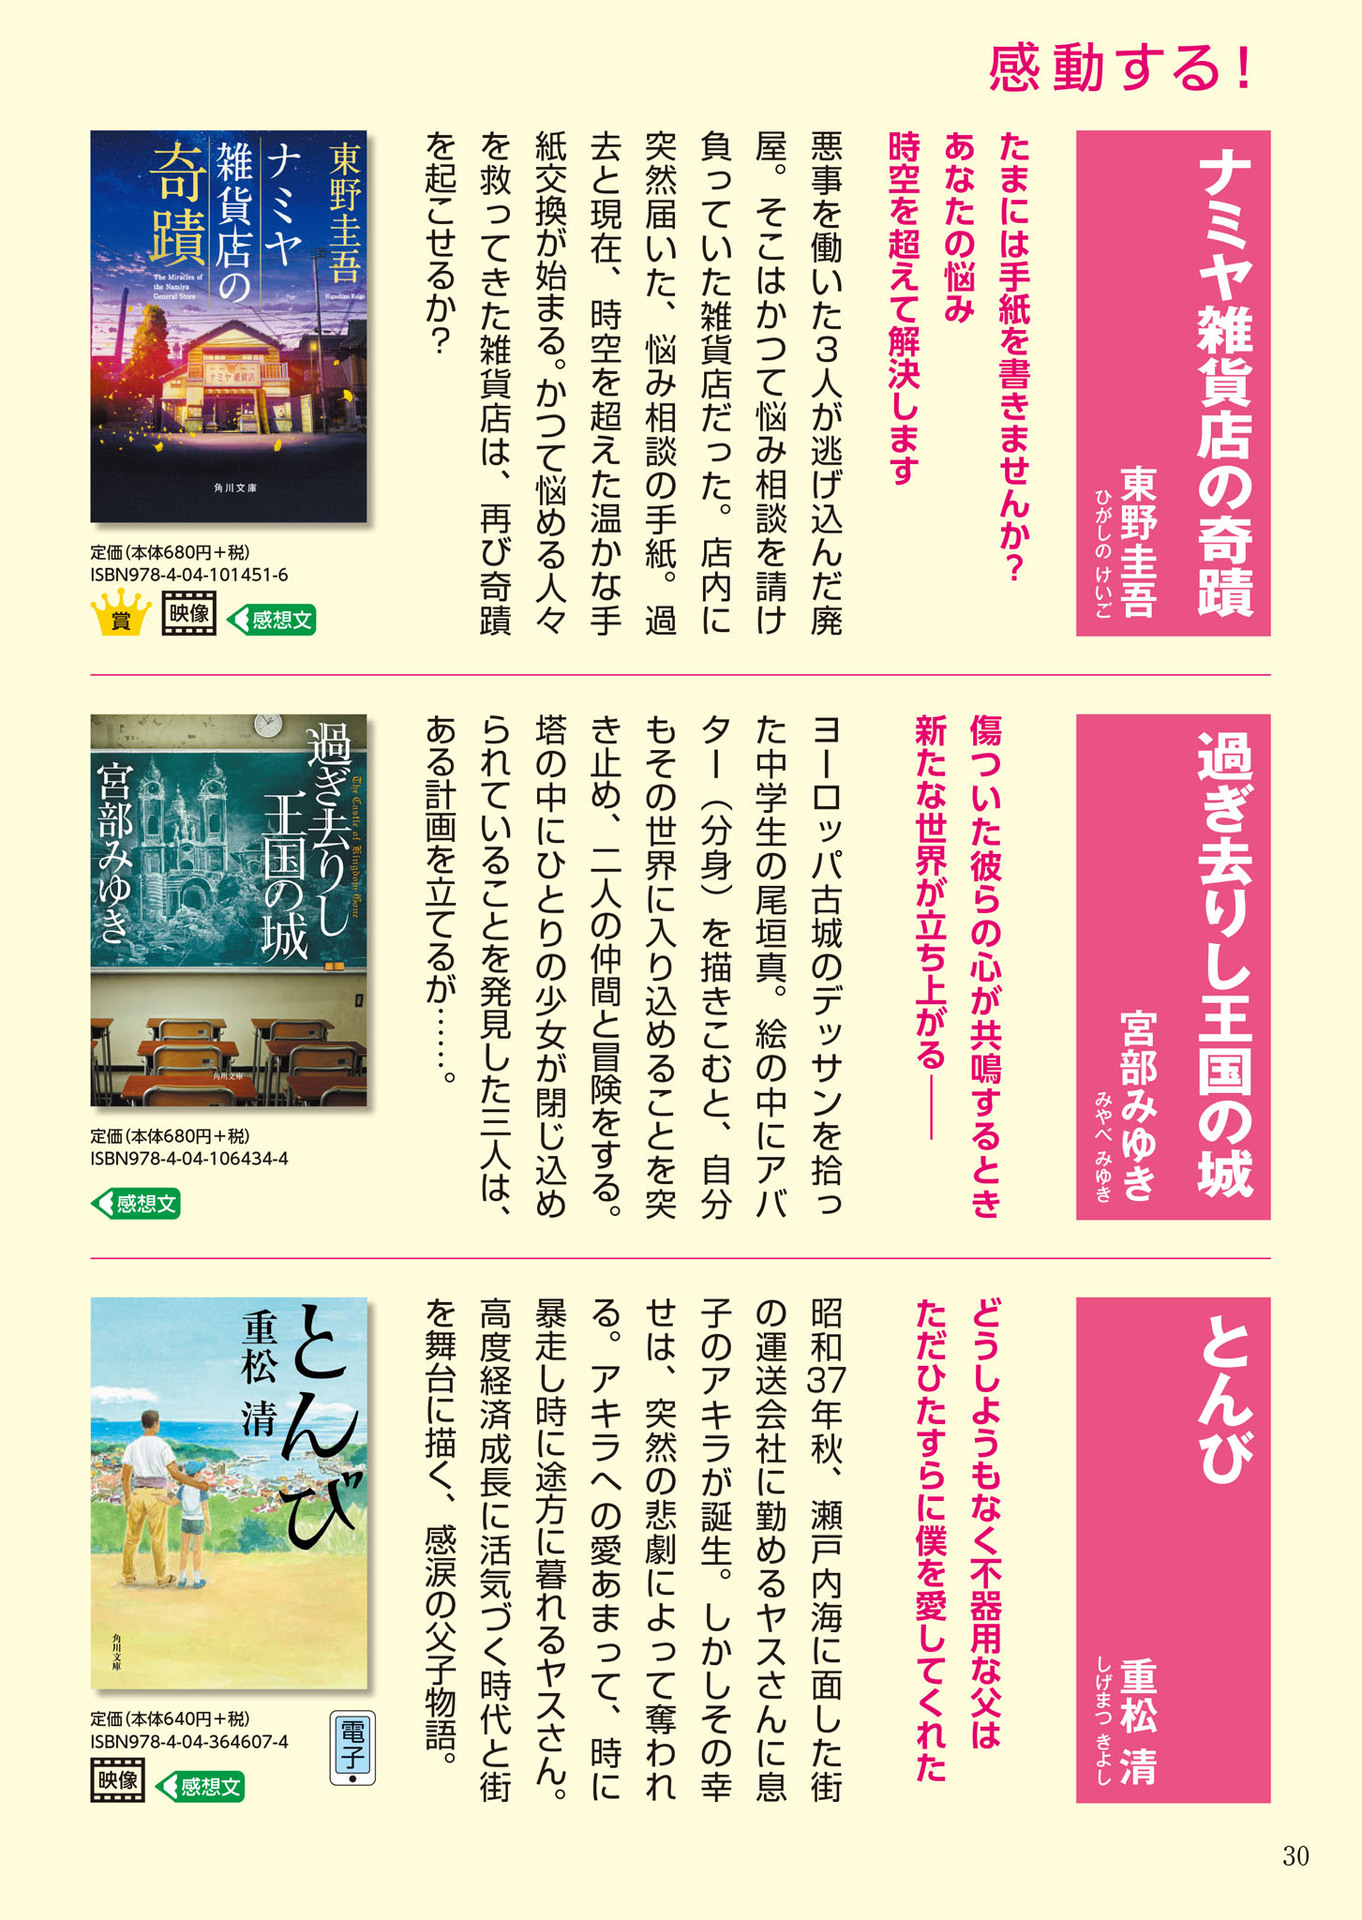 感動する！
ナミヤ雑貨店の奇蹟
東野圭吾
ひがしの けいご
たまには手紙を書きませんか？
あなたの悩み
時空を超えて解決します
悪事を働いた３人が逃げ込んだ廃
屋。そこはかつて悩み相談を請け
負っていた雑貨店だった。店内に
突然届いた、悩み相談の手紙。過
去と現在、時空を超えた温かな手
紙交換が始まる。かつて悩める人々
を救ってきた雑貨店は、再び奇蹟
を起こせるか？
東野圭吾
Higashino Keigo
ナミヤ
雑貨店の
奇蹟
The Miracles of
the Namiya
General Store
ナミヤ雑貨店
角川文庫
定価（本体680円＋税）
ISBN978-4-04-101451-6
賞
映像
感想文
過ぎ去りし王国の城
宮部みゆき
みやべ みゆき
傷ついた彼らの心が共鳴するとき
新たな世界が立ち上がる――
ヨーロッパ古城のデッサンを拾っ
た中学生の尾垣真。絵の中にアバ
ター（分身）を描きこむと、自分
もその世界に入り込めることを突
き止め、二人の仲間と冒険をする。
塔の中にひとりの少女が閉じ込め
られていることを発見した三人は、
ある計画を立てるが……。
The Castle of Kingdom Gone
過ぎ去りし
王国の城
宮部みゆき
角川文庫
定価（本体680円＋税）
ISBN978-4-04-106434-4
感想文
とんび
重松 清
しげまつ きよし
どうしようもなく不器用な父は
ただひたすらに僕を愛してくれた
昭和37年秋、瀬戸内海に面した街
の運送会社に勤めるヤスさんに息
子のアキラが誕生。しかしその幸
せは、突然の悲劇によって奪われ
る。アキラへの愛あまって、時に
暴走し時に途方に暮れるヤスさん。
高度経済成長に活気づく時代と街
を舞台に描く、感涙の父子物語。
とんび
重松 清
角川文庫
定価（本体640円＋税）
ISBN978-4-04-364607-4
映像
感想文
電子
30